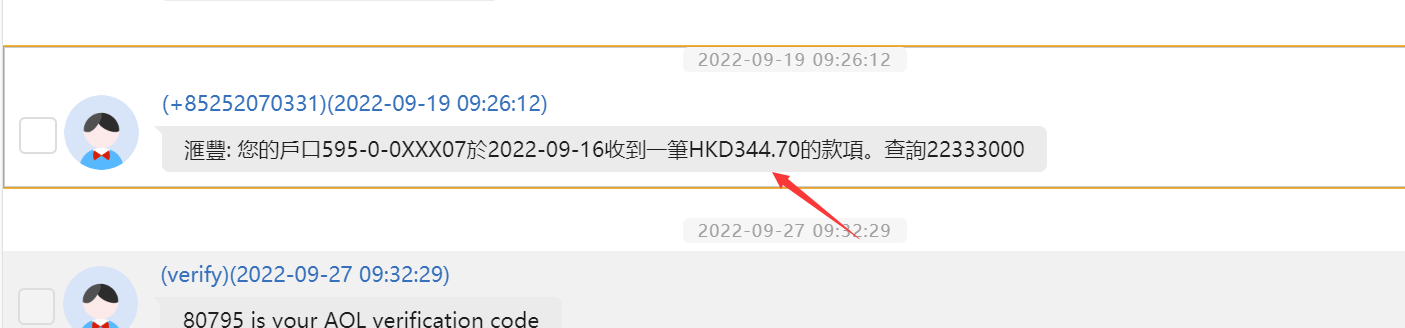 2022-09-19 09:26:12
(+85252070331)(2022-09-19 09:26:12)
滙豐: 您的戶口595-0-0XXX07於2022-09-16收到一筆HKD344.70的款項。查詢22333000
2022-09-27 09:32:29
(verify)(2022-09-27 09:32:29)
80795 is your AOL verification code